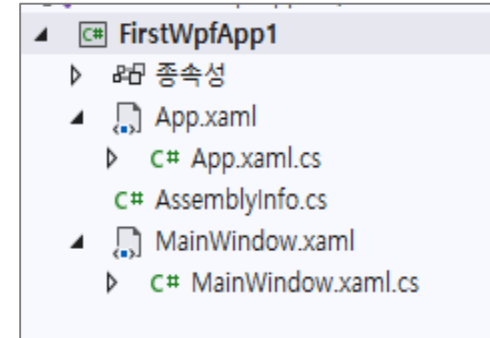 C# FirstWpfApp1
종속성
App.xaml
C# App.xaml.cs
C# AssemblyInfo.cs
MainWindow.xaml
C# MainWindow.xaml.cs